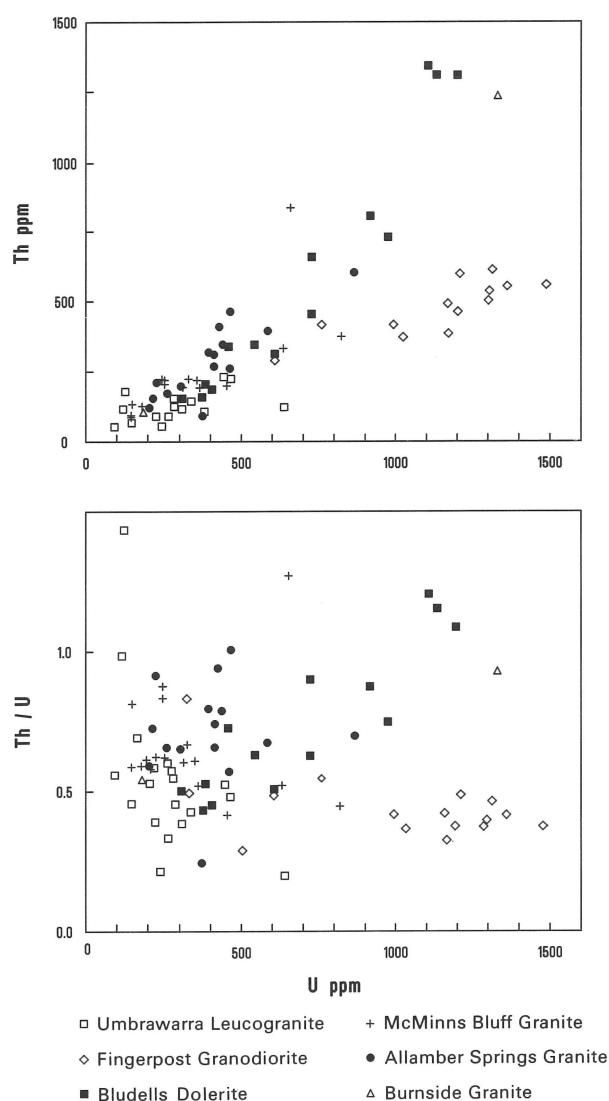 1500
1000
Th ppm
500
0
0 500 1000 1500
1.0
Th / U
0.5
0.0
0 500 1000 1500
U ppm
Umbrawarra Leucogranite + McMinns Bluff Granite
Fingerpost Granodiorite Allamber Springs Granite
Bludells Dolerite Burnside Granite